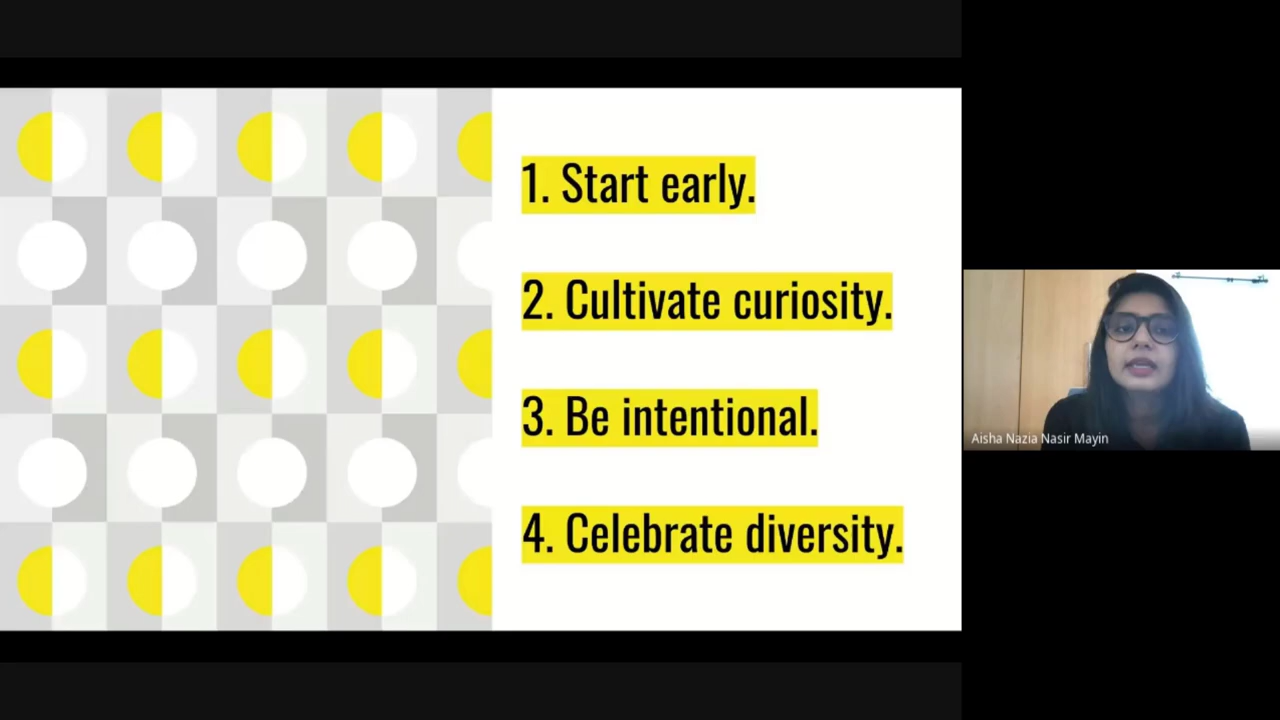 1. Start early.
2. Cultivate curiosity.
3. Be intentional.
4. Celebrate diversity.
Aisha Nazia Nasir Mayin